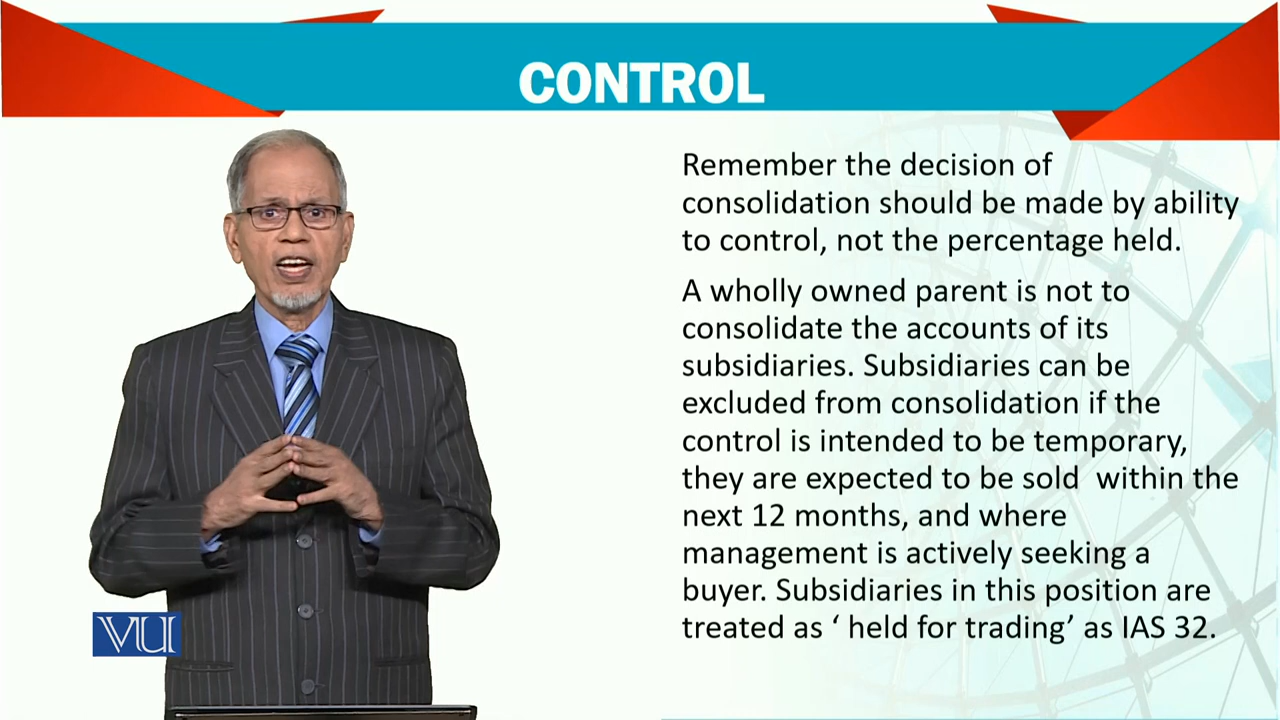 CONTROL
Remember the decision of
consolidation should be made by ability
to control, not the percentage held.
A wholly owned parent is not to
consolidate the accounts of its
subsidiaries. Subsidiaries can be
excluded from consolidation if the
control is intended to be temporary,
they are expected to be sold  within the
next 12 months, and where
management is actively seeking a
buyer. Subsidiaries in this position are
treated as ‘ held for trading’ as IAS 32.
VU